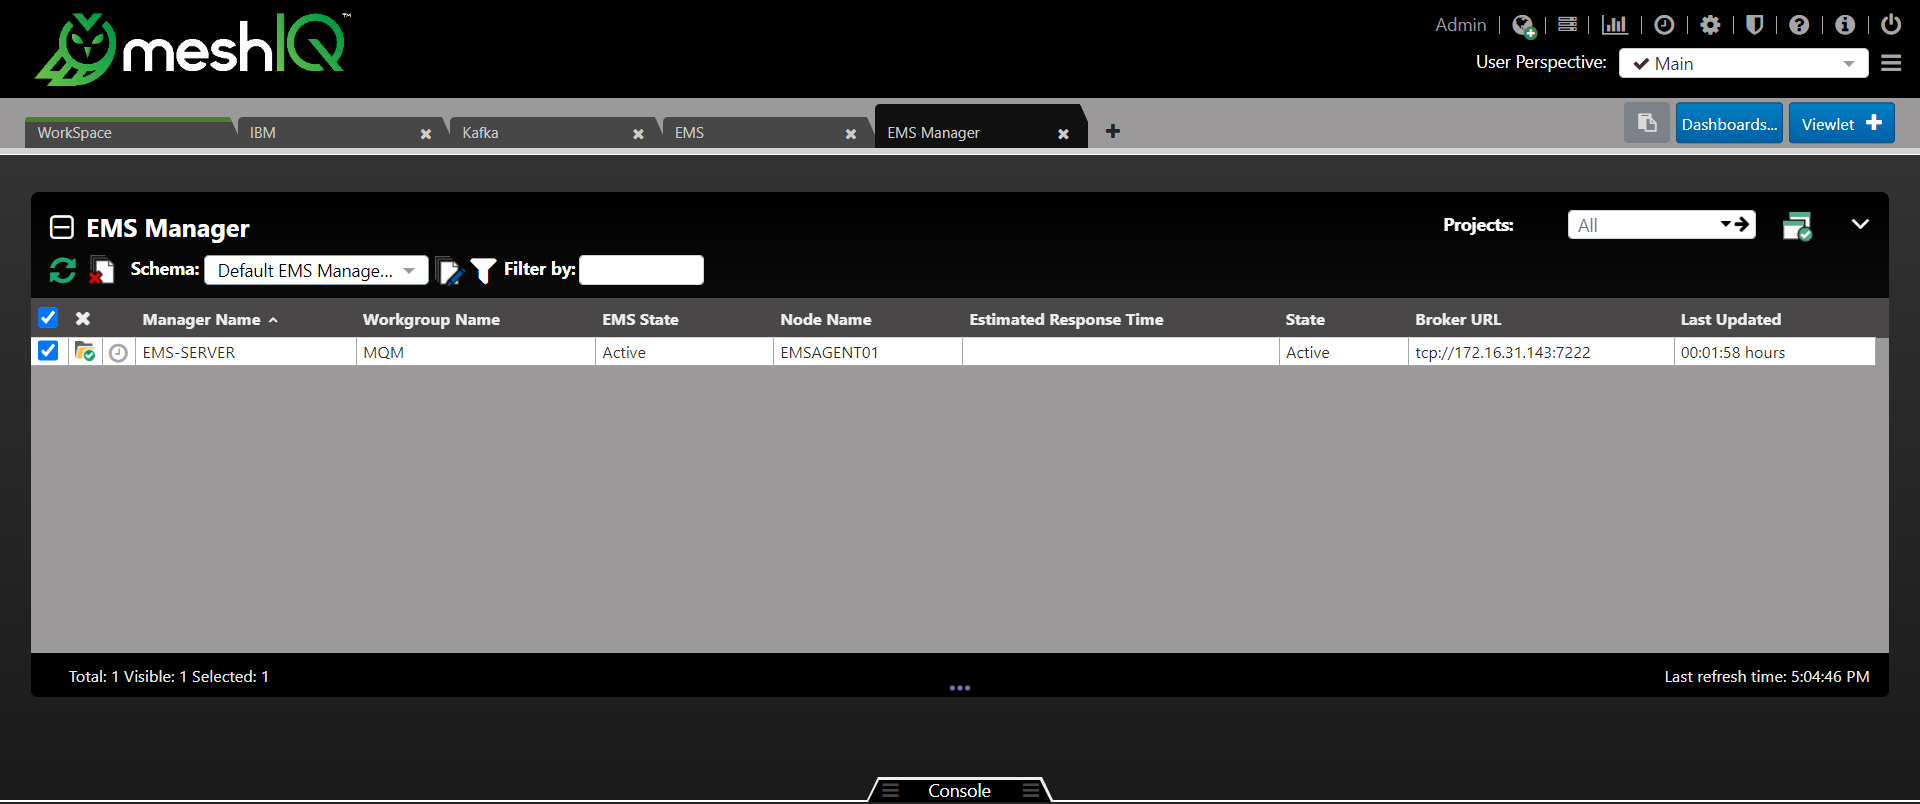 meshIQ™
Admin
User Perspective: Main
WorkSpace IBM Kafka EMS EMS Manager
Dashboards... Viewlet
EMS Manager
Projects: All
Schema: Default EMS Manage... Filter by:
Manager Name Workgroup Name EMS State Node Name Estimated Response Time State Broker URL Last Updated
EMS-SERVER MQM Active EMSAGENT01 Active tcp://172.16.31.143:7222 00:01:58 hours
Total: 1 Visible: 1 Selected: 1
Last refresh time: 5:04:46 PM
Console